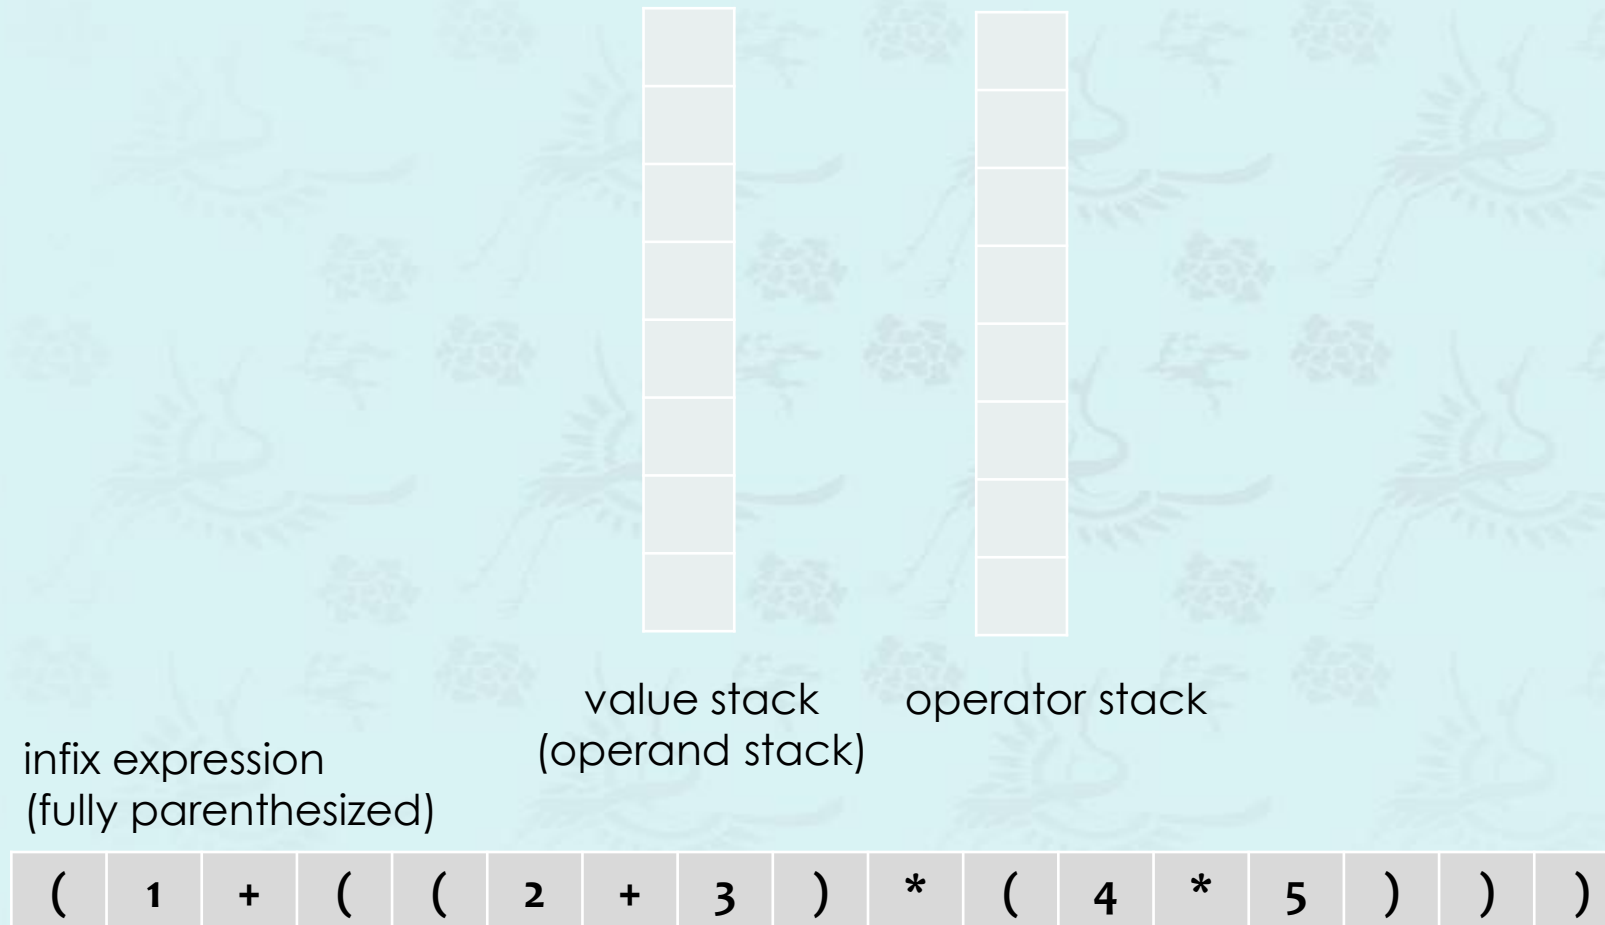 value stack
(operand stack)
operator stack
infix expression
(fully parenthesized)
( 1 + ( ( 2 + 3 ) * ( 4 * 5 ) ) )